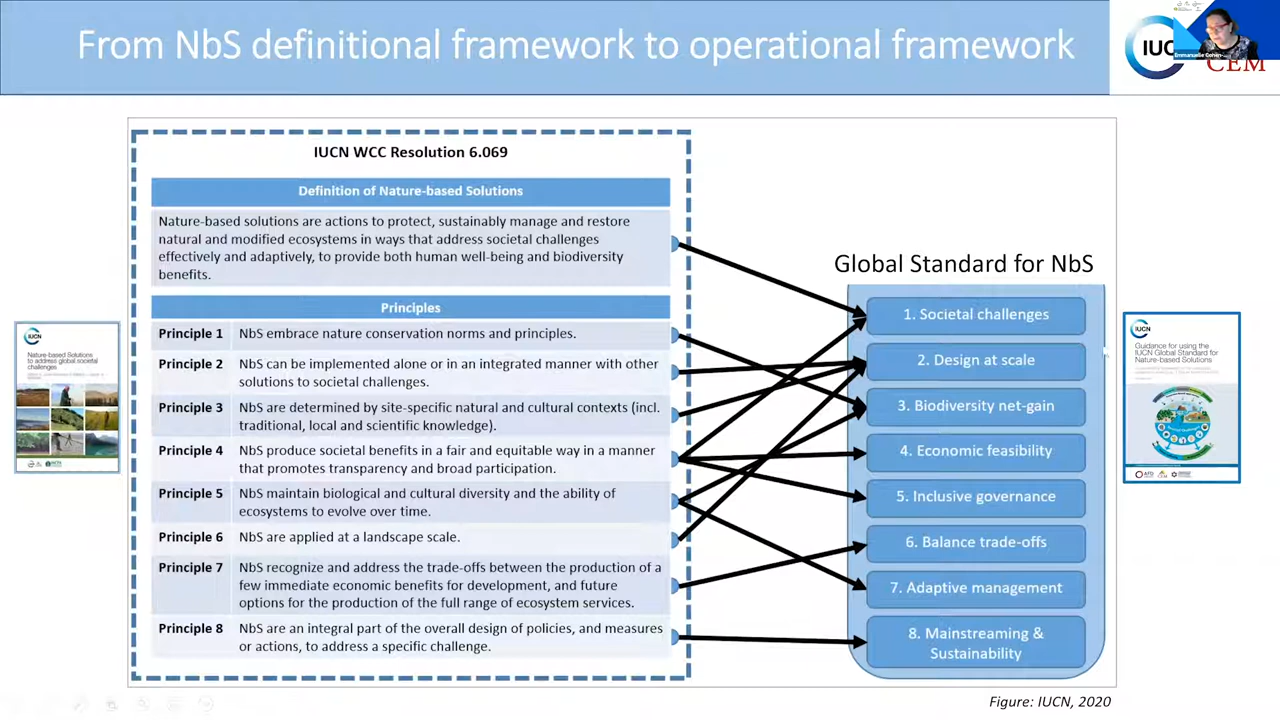 From NbS definitional framework to operational framework
IUC
CEM
IUCN WCC Resolution 6.069
Definition of Nature-based Solutions
Nature-based solutions are actions to protect, sustainably manage and restore
natural and modified ecosystems in ways that address societal challenges
effectively and adaptively, to provide both human well-being and biodiversity
benefits.
Principles
Principle 1 NbS embrace nature conservation norms and principles.
Principle 2 NbS can be implemented alone or in an integrated manner with other
solutions to societal challenges.
Principle 3 NbS are determined by site-specific natural and cultural contexts (incl.
traditional, local and scientific knowledge).
Principle 4 NbS produce societal benefits in a fair and equitable way in a manner
that promotes transparency and broad participation.
Principle 5 NbS maintain biological and cultural diversity and the ability of
ecosystems to evolve over time.
Principle 6 NbS are applied at a landscape scale.
Principle 7 NbS recognize and address the trade-offs between the production of a
few immediate economic benefits for development, and future
options for the production of the full range of ecosystem services.
Principle 8 NbS are an integral part of the overall design of policies, and measures
or actions, to address a specific challenge.
Global Standard for NbS
1. Societal challenges
2. Design at scale
3. Biodiversity net-gain
4. Economic feasibility
5. Inclusive governance
6. Balance trade-offs
7. Adaptive management
8. Mainstreaming &
Sustainability
IUCN
Nature-based Solutions
to address global societal
challenges
IUCN
Guidance for using the
IUCN Global Standard for
Nature-based Solutions
Figure: IUCN, 2020